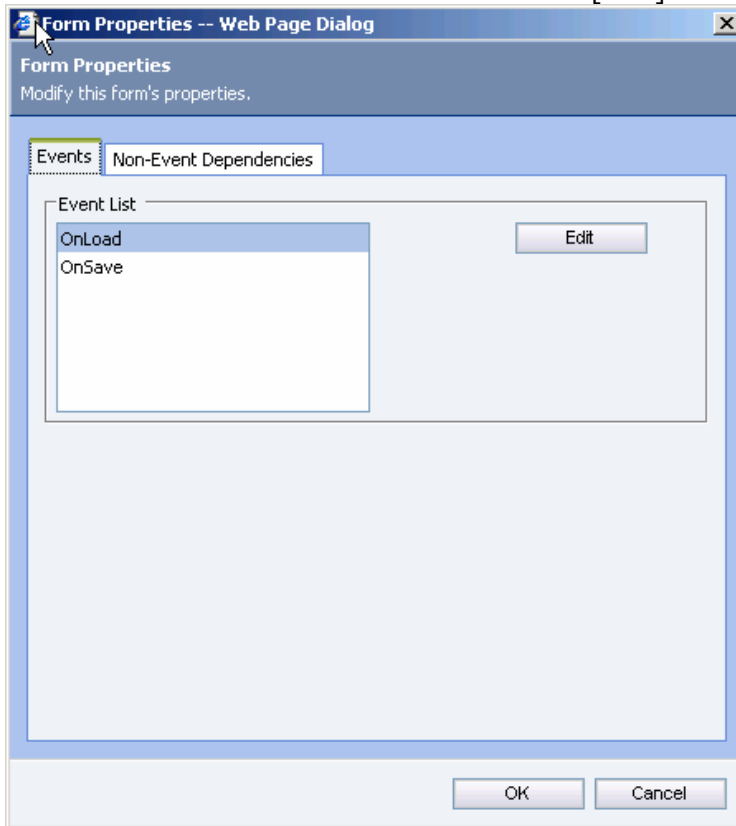 Form Properties -- Web Page Dialog
Form Properties
Modify this form's properties.
Events Non-Event Dependencies
Event List
OnLoad Edit
OnSave
OK Cancel